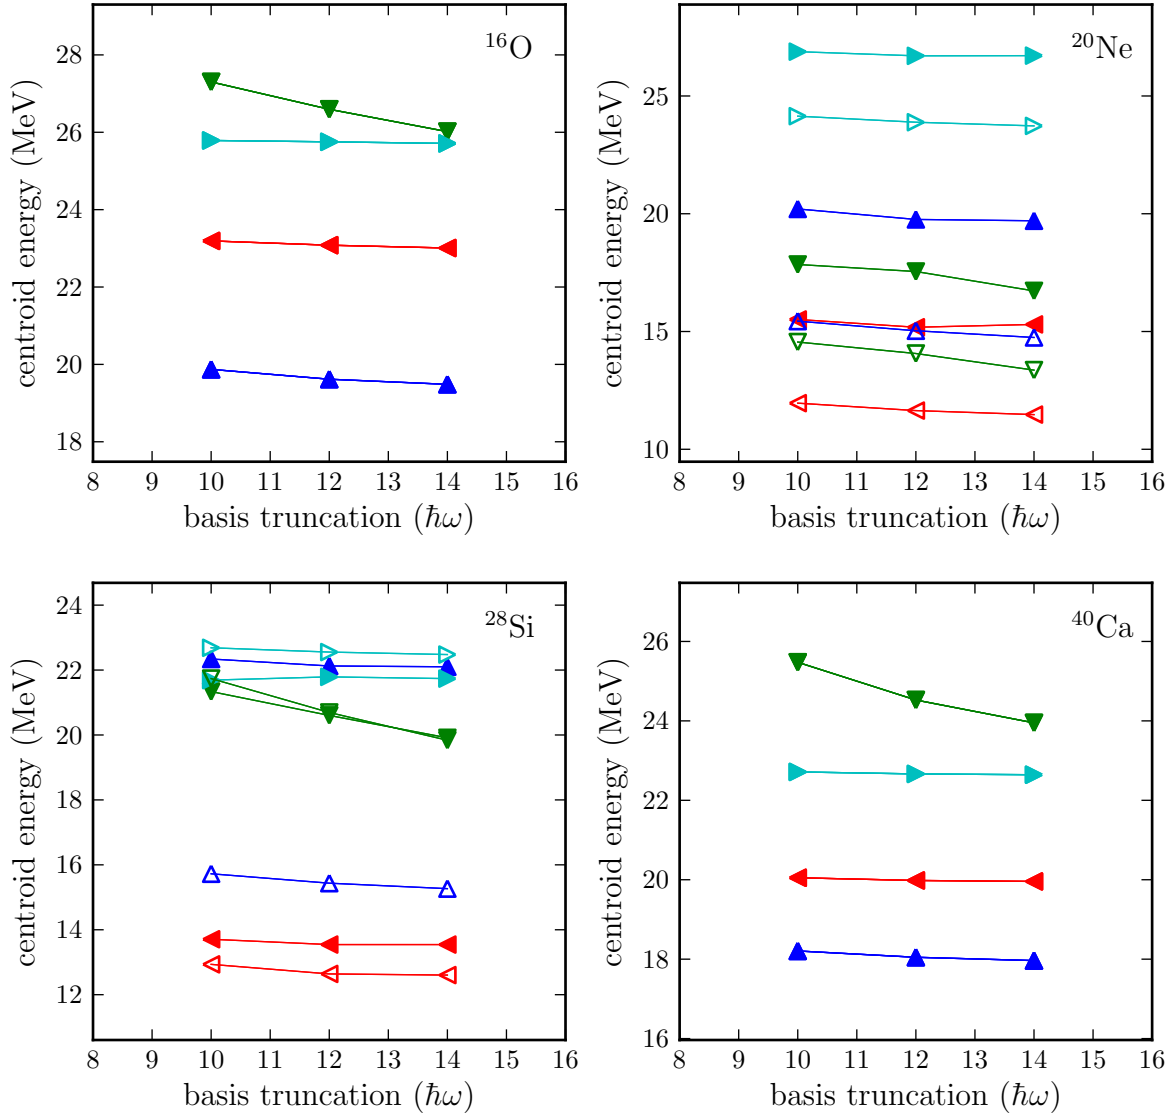 centroid energy (MeV)
28
26
24
22
20
18
¹⁶O
8 9 10 11 12 13 14 15 16
basis truncation (ℏω)
centroid energy (MeV)
25
20
15
10
²⁰Ne
8 9 10 11 12 13 14 15 16
basis truncation (ℏω)
centroid energy (MeV)
24
22
20
18
16
14
12
²⁸Si
8 9 10 11 12 13 14 15 16
basis truncation (ℏω)
centroid energy (MeV)
26
24
22
20
18
16
⁴⁰Ca
8 9 10 11 12 13 14 15 16
basis truncation (ℏω)